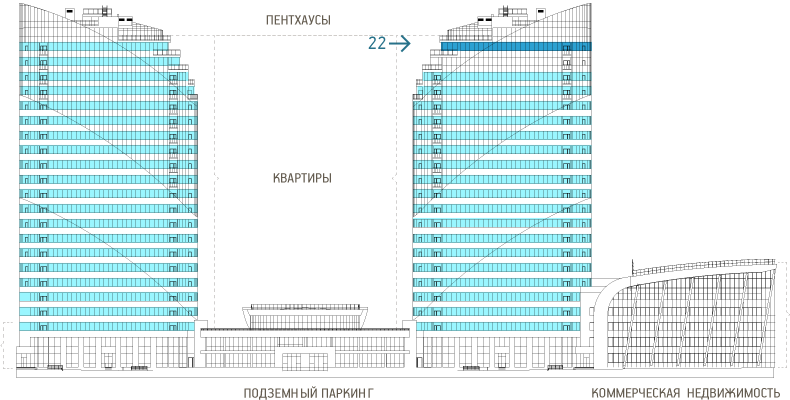 ПЕНТХАУСЫ
22
КВАРТИРЫ
ПОДЗЕМНЫЙ ПАРКИНГ
КОММЕРЧЕСКАЯ НЕДВИЖИМОСТЬ